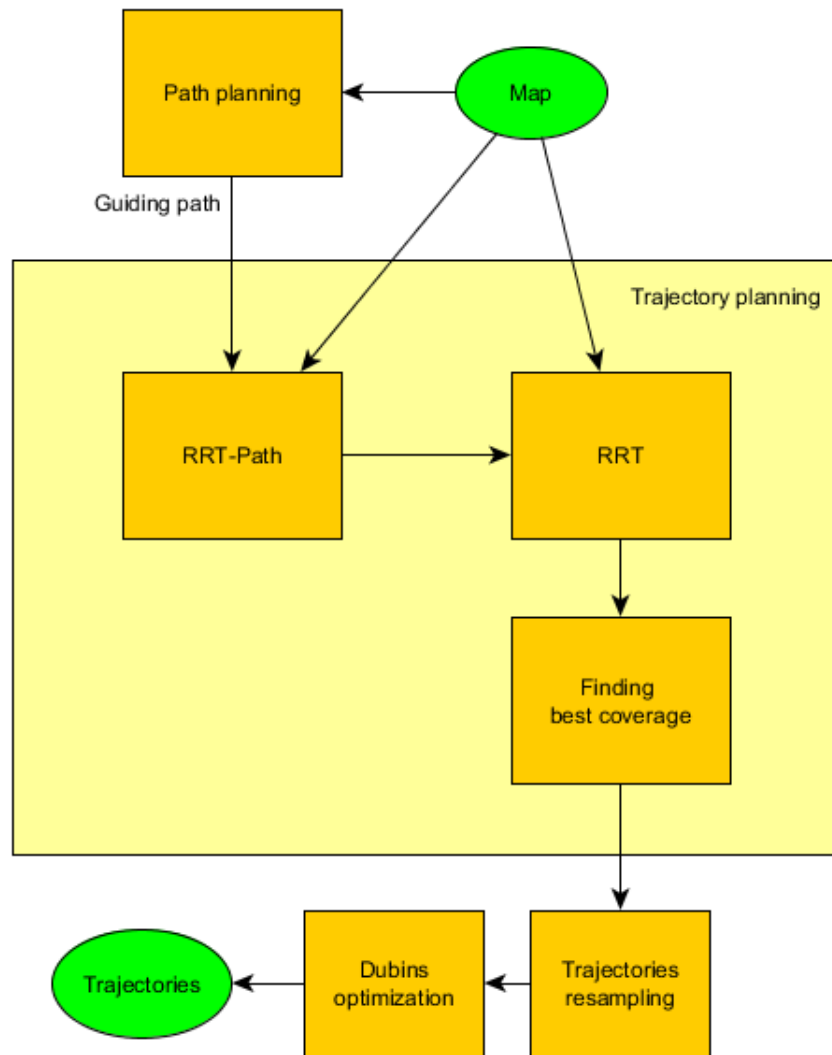 Path planning
Map
Guiding path
Trajectory planning
RRT-Path
RRT
Finding
best coverage
Trajectories
Dubins
optimization
Trajectories
resampling